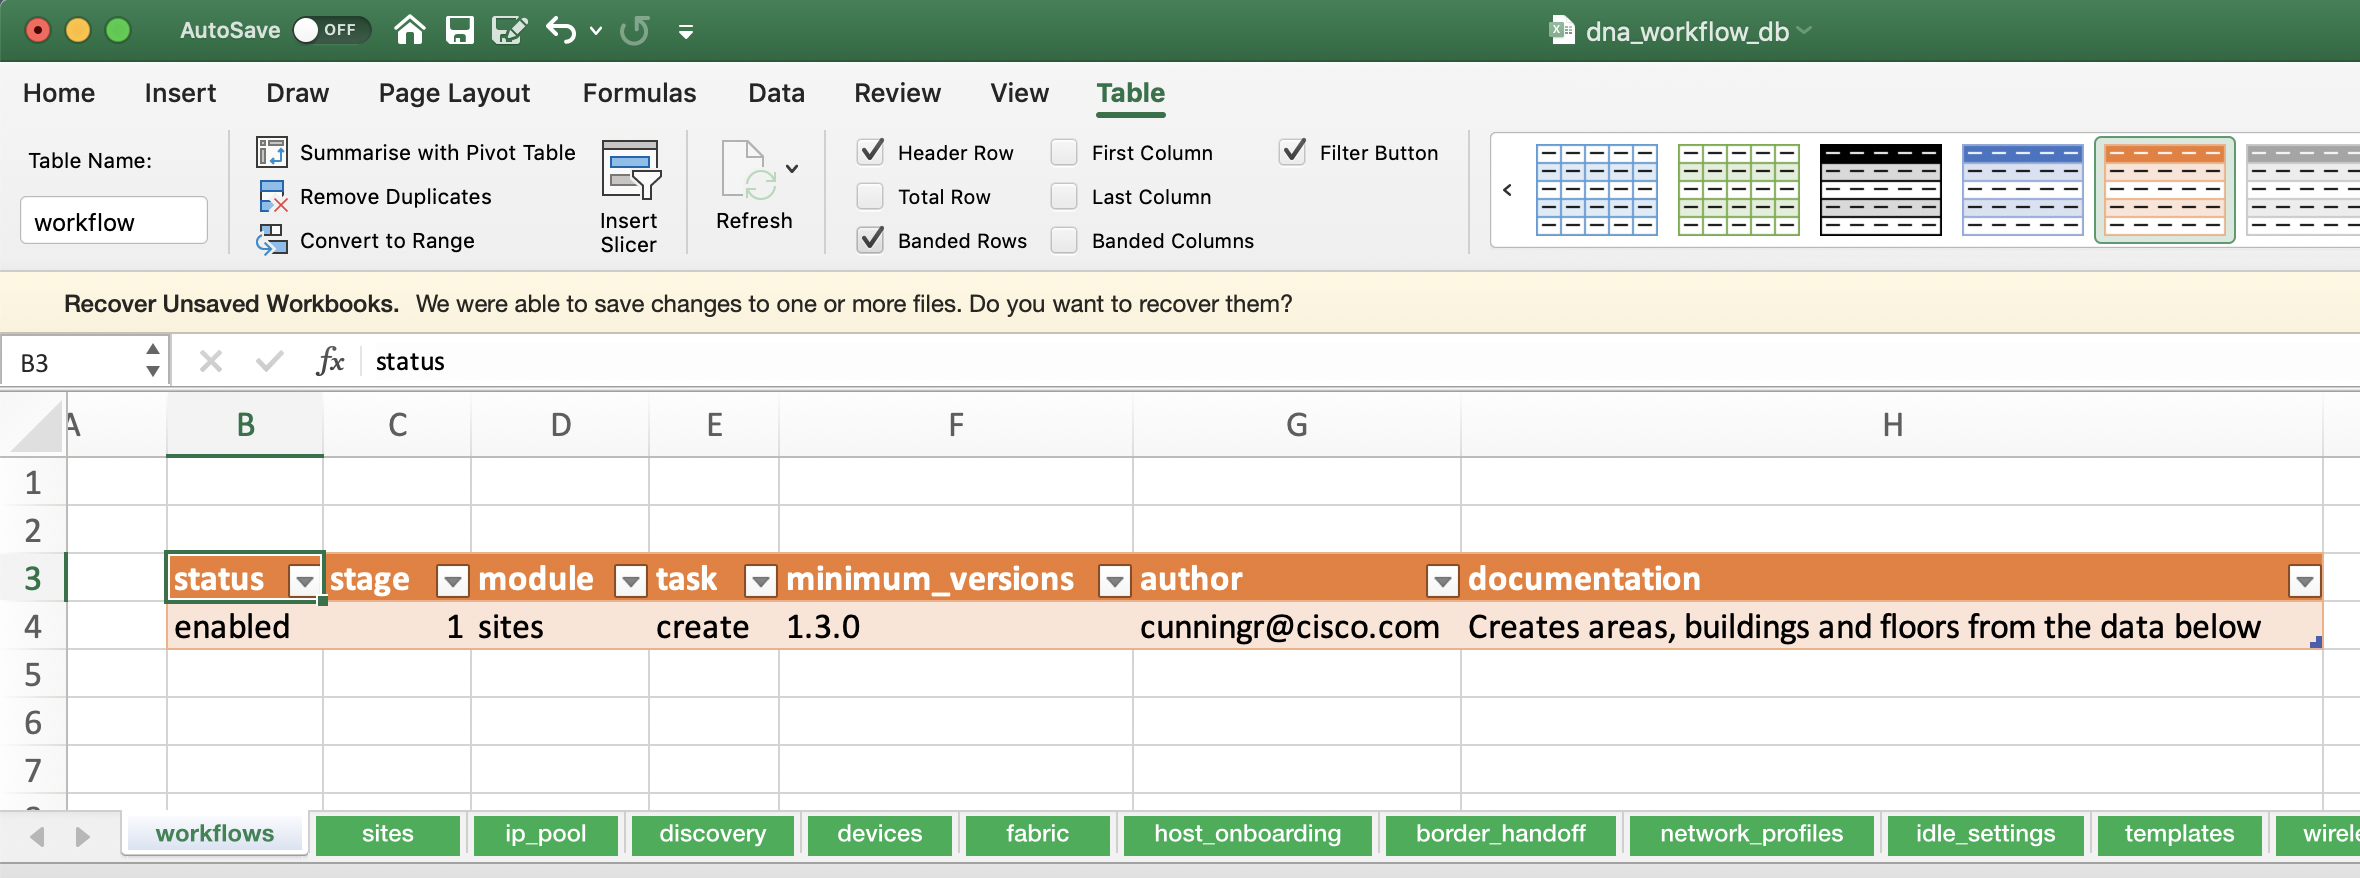 AutoSave OFF dna_workflow_db
Home Insert Draw Page Layout Formulas Data Review View Table
Table Name:
workflow
Summarise with Pivot Table
Remove Duplicates
Convert to Range
Insert
Slicer
Refresh
Header Row First Column Filter Button
Total Row Last Column
Banded Rows Banded Columns
Recover Unsaved Workbooks. We were able to save changes to one or more files. Do you want to recover them?
B3 fx status
A B C D E F G H
1
2
3 status stage module task minimum_versions author documentation
4 enabled 1 sites create 1.3.0 cunningr@cisco.com Creates areas, buildings and floors from the data below
5
6
7
workflows sites ip_pool discovery devices fabric host_onboarding border_handoff network_profiles idle_settings templates